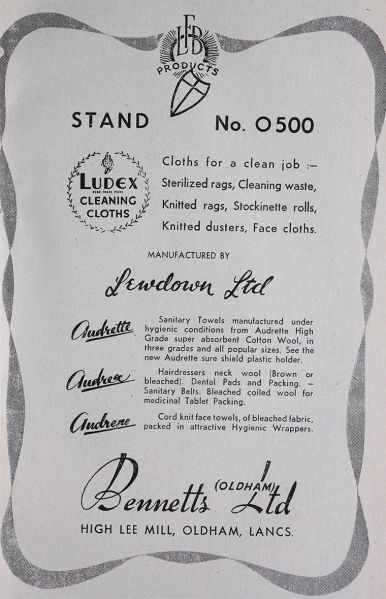 LFB
PRODUCTS
STAND No. O500
LUDEX
CLEANING
CLOTHS
Cloths for a clean job :—
Sterilized rags, Cleaning waste,
Knitted rags, Stockinette rolls,
Knitted dusters, Face cloths.
MANUFACTURED BY
Lewdown Ltd
Audrette
Sanitary Towels manufactured under
hygienic conditions from Audrette High
Grade super absorbent Cotton Wool, in
three grades and all popular sizes. See the
new Audrette sure shield plastic holder.
Audrex
Hairdressers neck wool (Brown or
bleached). Dental Pads and Packing. —
Sanitary Belts. Bleached coiled wool for
medicinal Tablet Packing.
Audrene
Cord knit face towels, of bleached fabric,
packed in attractive Hygienic Wrappers.
Bennetts (OLDHAM) Ltd
HIGH LEE MILL, OLDHAM, LANCS.